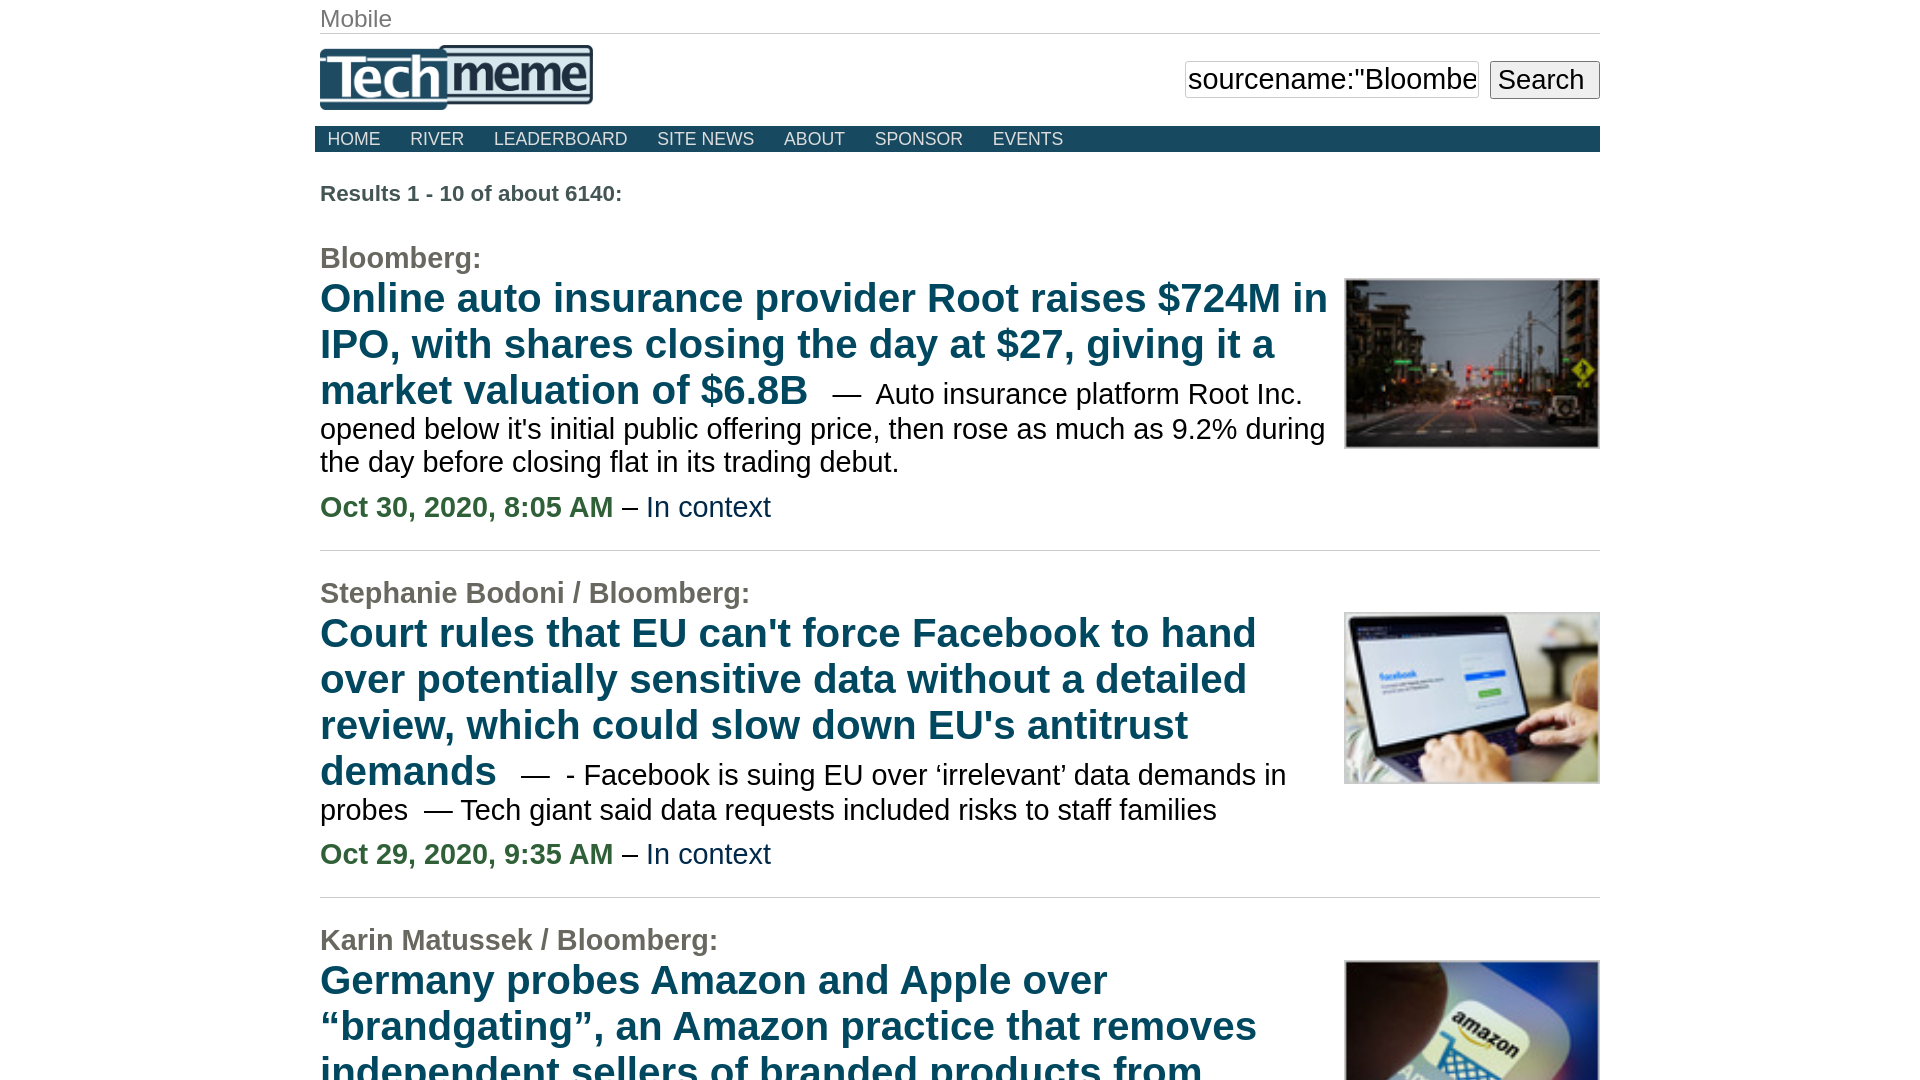 Mobile
Techmeme
sourcename:"Bloombe
Search
HOME RIVER LEADERBOARD SITE NEWS ABOUT SPONSOR EVENTS
Results 1 - 10 of about 6140:
Bloomberg:
Online auto insurance provider Root raises $724M in
IPO, with shares closing the day at $27, giving it a
market valuation of $6.8B — Auto insurance platform Root Inc.
opened below it's initial public offering price, then rose as much as 9.2% during
the day before closing flat in its trading debut.
Oct 30, 2020, 8:05 AM – In context
Stephanie Bodoni / Bloomberg:
Court rules that EU can't force Facebook to hand
over potentially sensitive data without a detailed
review, which could slow down EU's antitrust
demands — - Facebook is suing EU over ‘irrelevant’ data demands in
probes — Tech giant said data requests included risks to staff families
facebook
Oct 29, 2020, 9:35 AM – In context
Karin Matussek / Bloomberg:
Germany probes Amazon and Apple over
“brandgating”, an Amazon practice that removes
independent sellers of branded products from
amazon